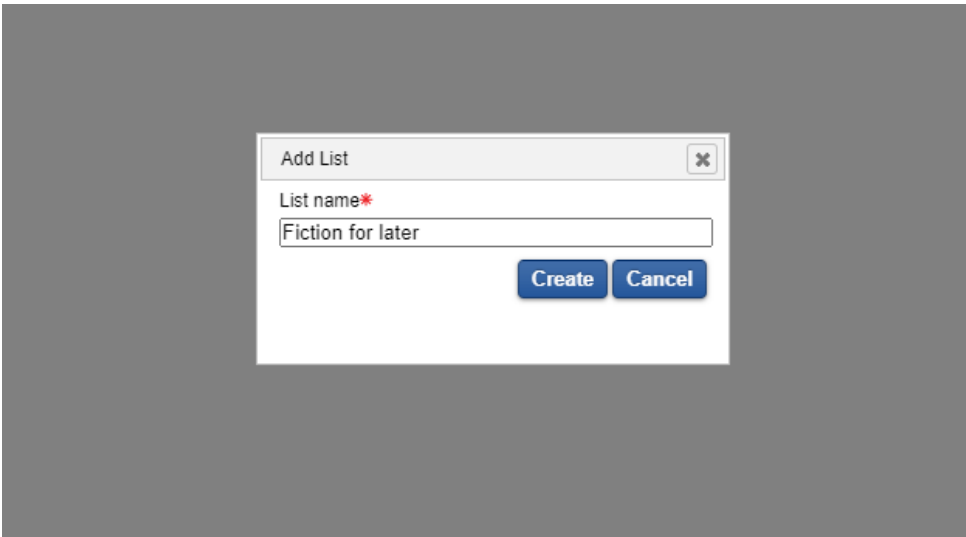 Add List
List name*
Fiction for later
Create Cancel